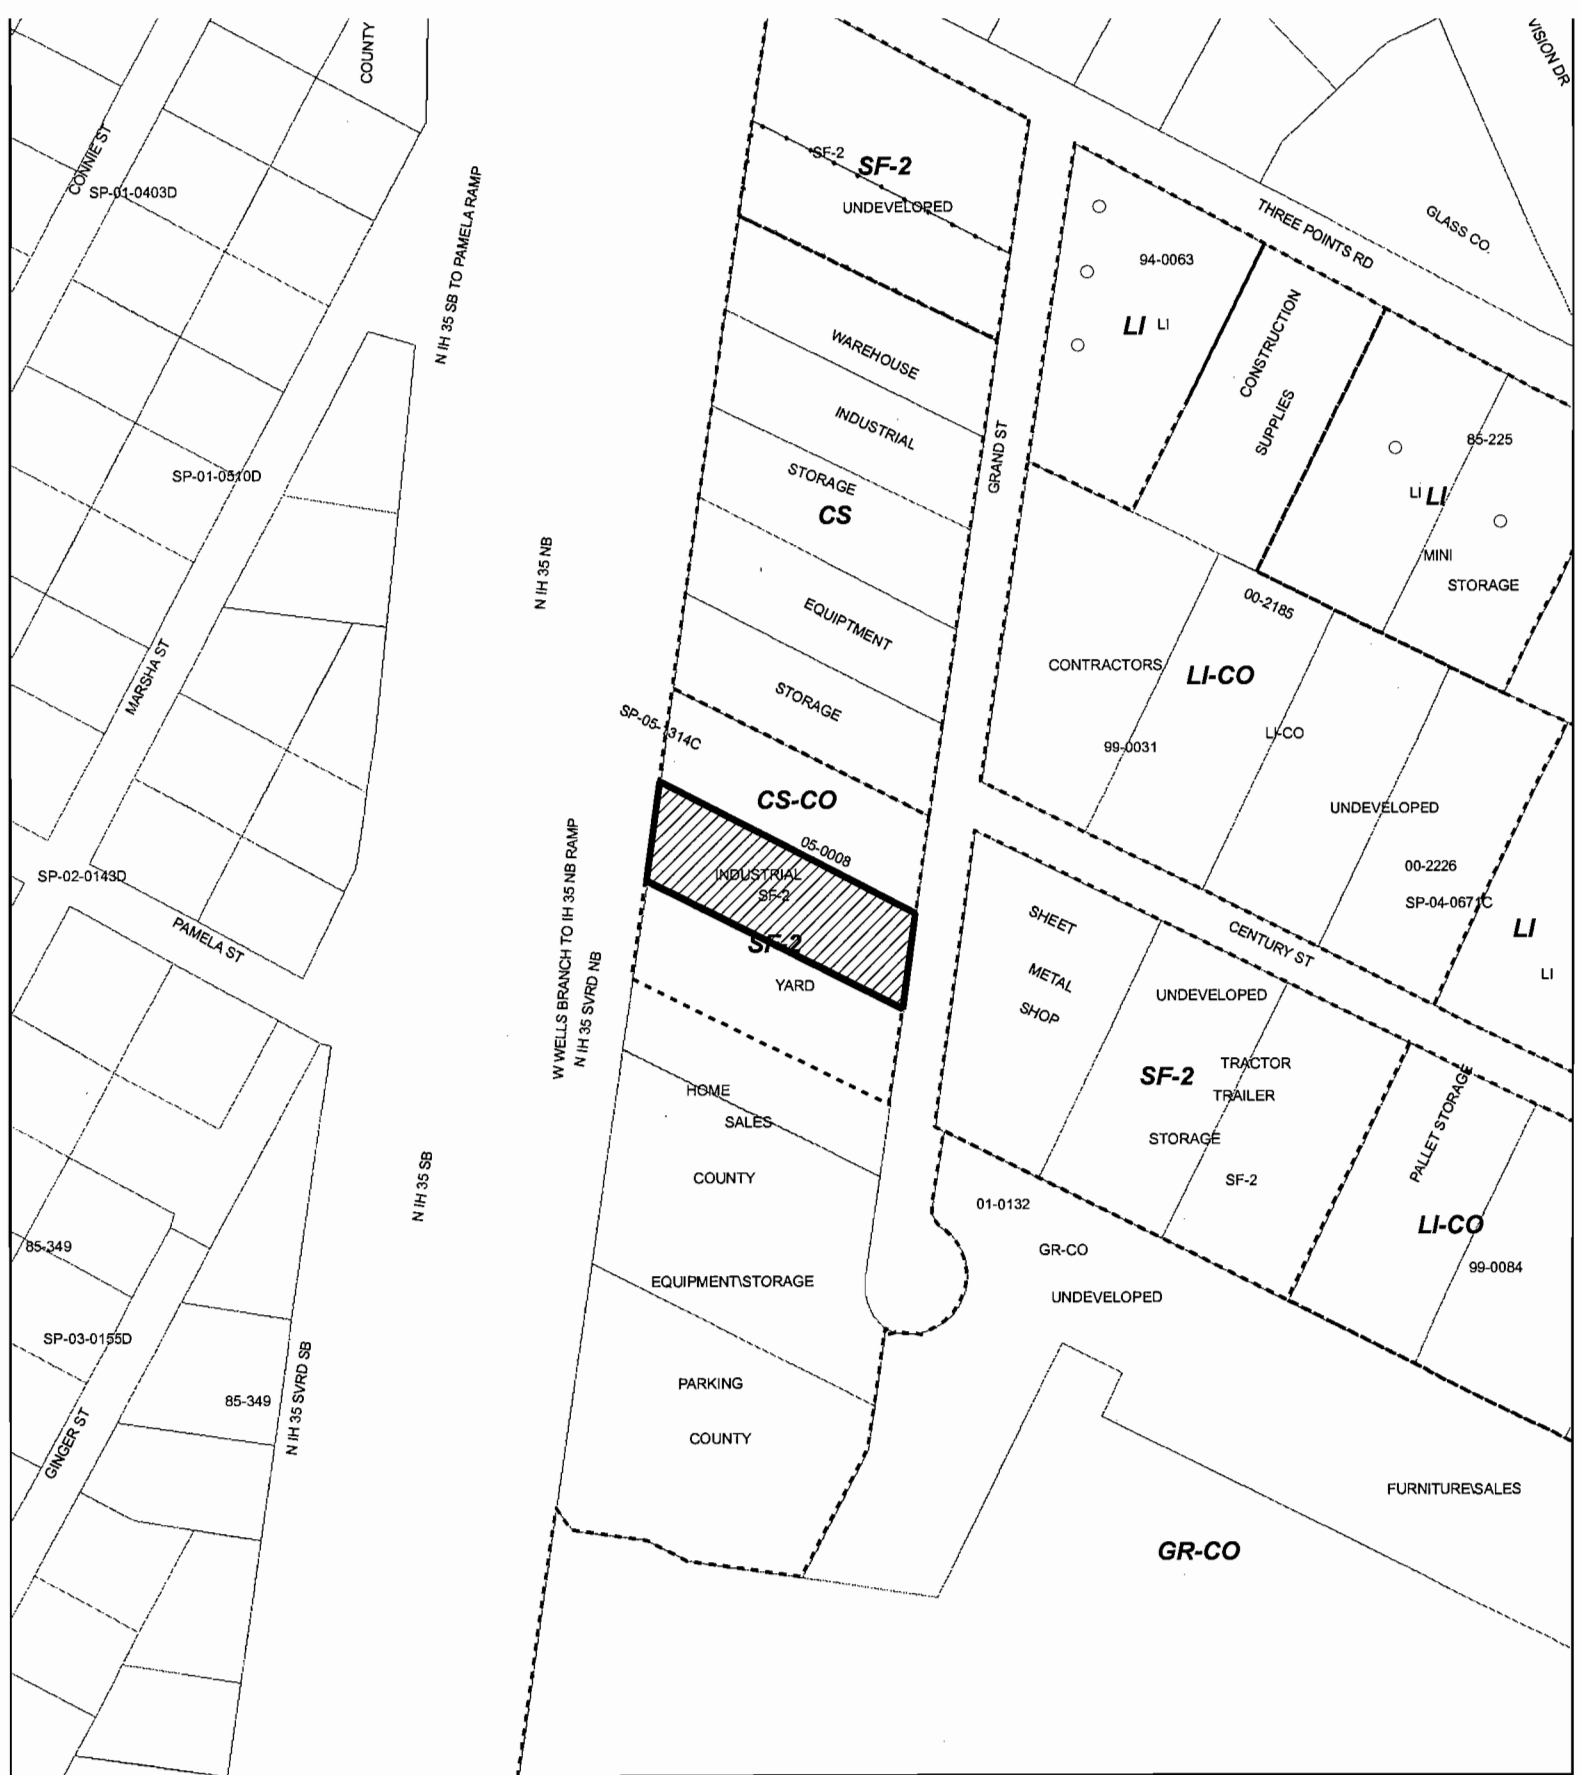 COUNTY
VISION DR
CONNIE ST
SP-01-0403D
N IH 35 SB TO PAMELA RAMP
SF-2
SF-2
UNDEVELOPED
THREE POINTS RD
GLASS CO.
94-0063
LI
LI
CONSTRUCTION
SUPPLIES
WAREHOUSE
INDUSTRIAL
STORAGE
CS
GRAND ST
85-225
LI
LI
MINI
STORAGE
SP-01-0510D
N IH 35 NB
EQUIPTMENT
STORAGE
00-2185
CONTRACTORS
LI-CO
MARSHA ST
SP-05-1314C
99-0031
LI-CO
CS-CO
05-0008
UNDEVELOPED
00-2226
SP-04-0671C
SP-02-0143D
INDUSTRIAL
SF-2
SF-2
YARD
PAMELA ST
W WELLS BRANCH TO IH 35 NB RAMP
N IH 35 SVRD NB
SHEET
METAL
SHOP
CENTURY ST
LI
LI
UNDEVELOPED
SF-2
TRACTOR
TRAILER
STORAGE
SF-2
PALLET STORAGE
HOME
SALES
COUNTY
N IH 35 SB
01-0132
GR-CO
UNDEVELOPED
LI-CO
99-0084
85-349
EQUIPMENT\STORAGE
SP-03-0155D
85-349
N IH 35 SVRD SB
PARKING
COUNTY
GINGER ST
FURNITURE\SALES
GR-CO